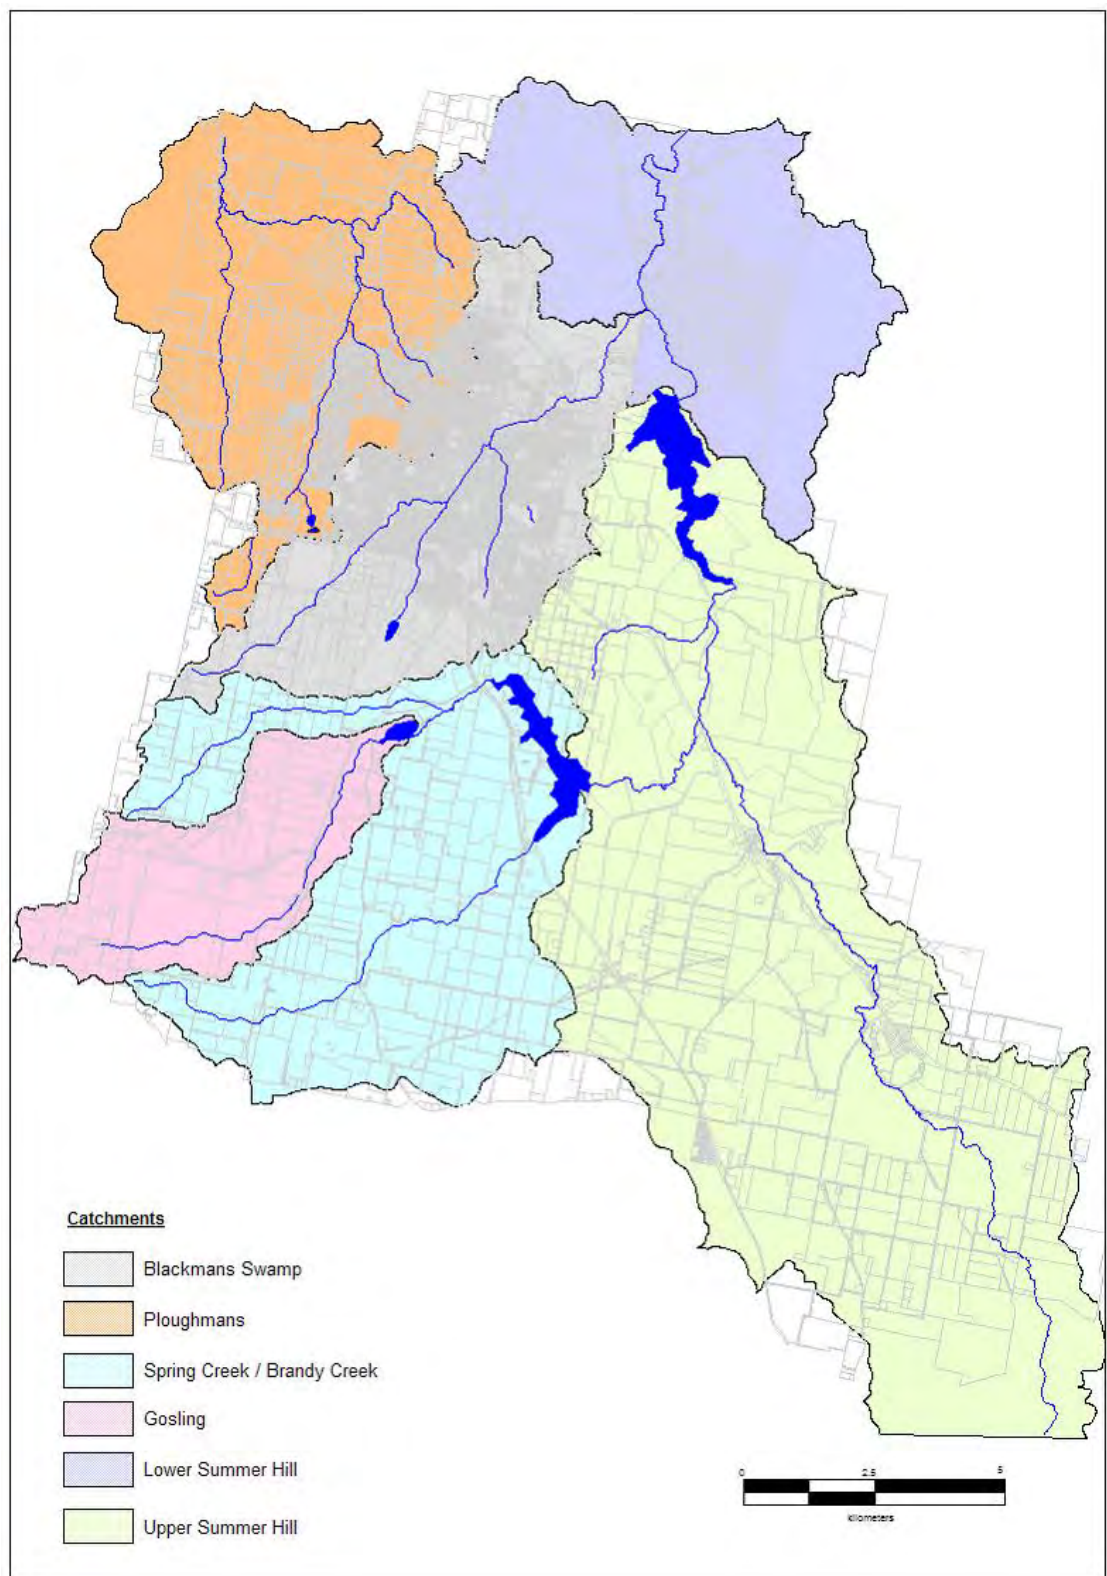 Catchments
Blackmans Swamp
Ploughmans
Spring Creek / Brandy Creek
Gosling
Lower Summer Hill
Upper Summer Hill
0 2.5 5
kilometers